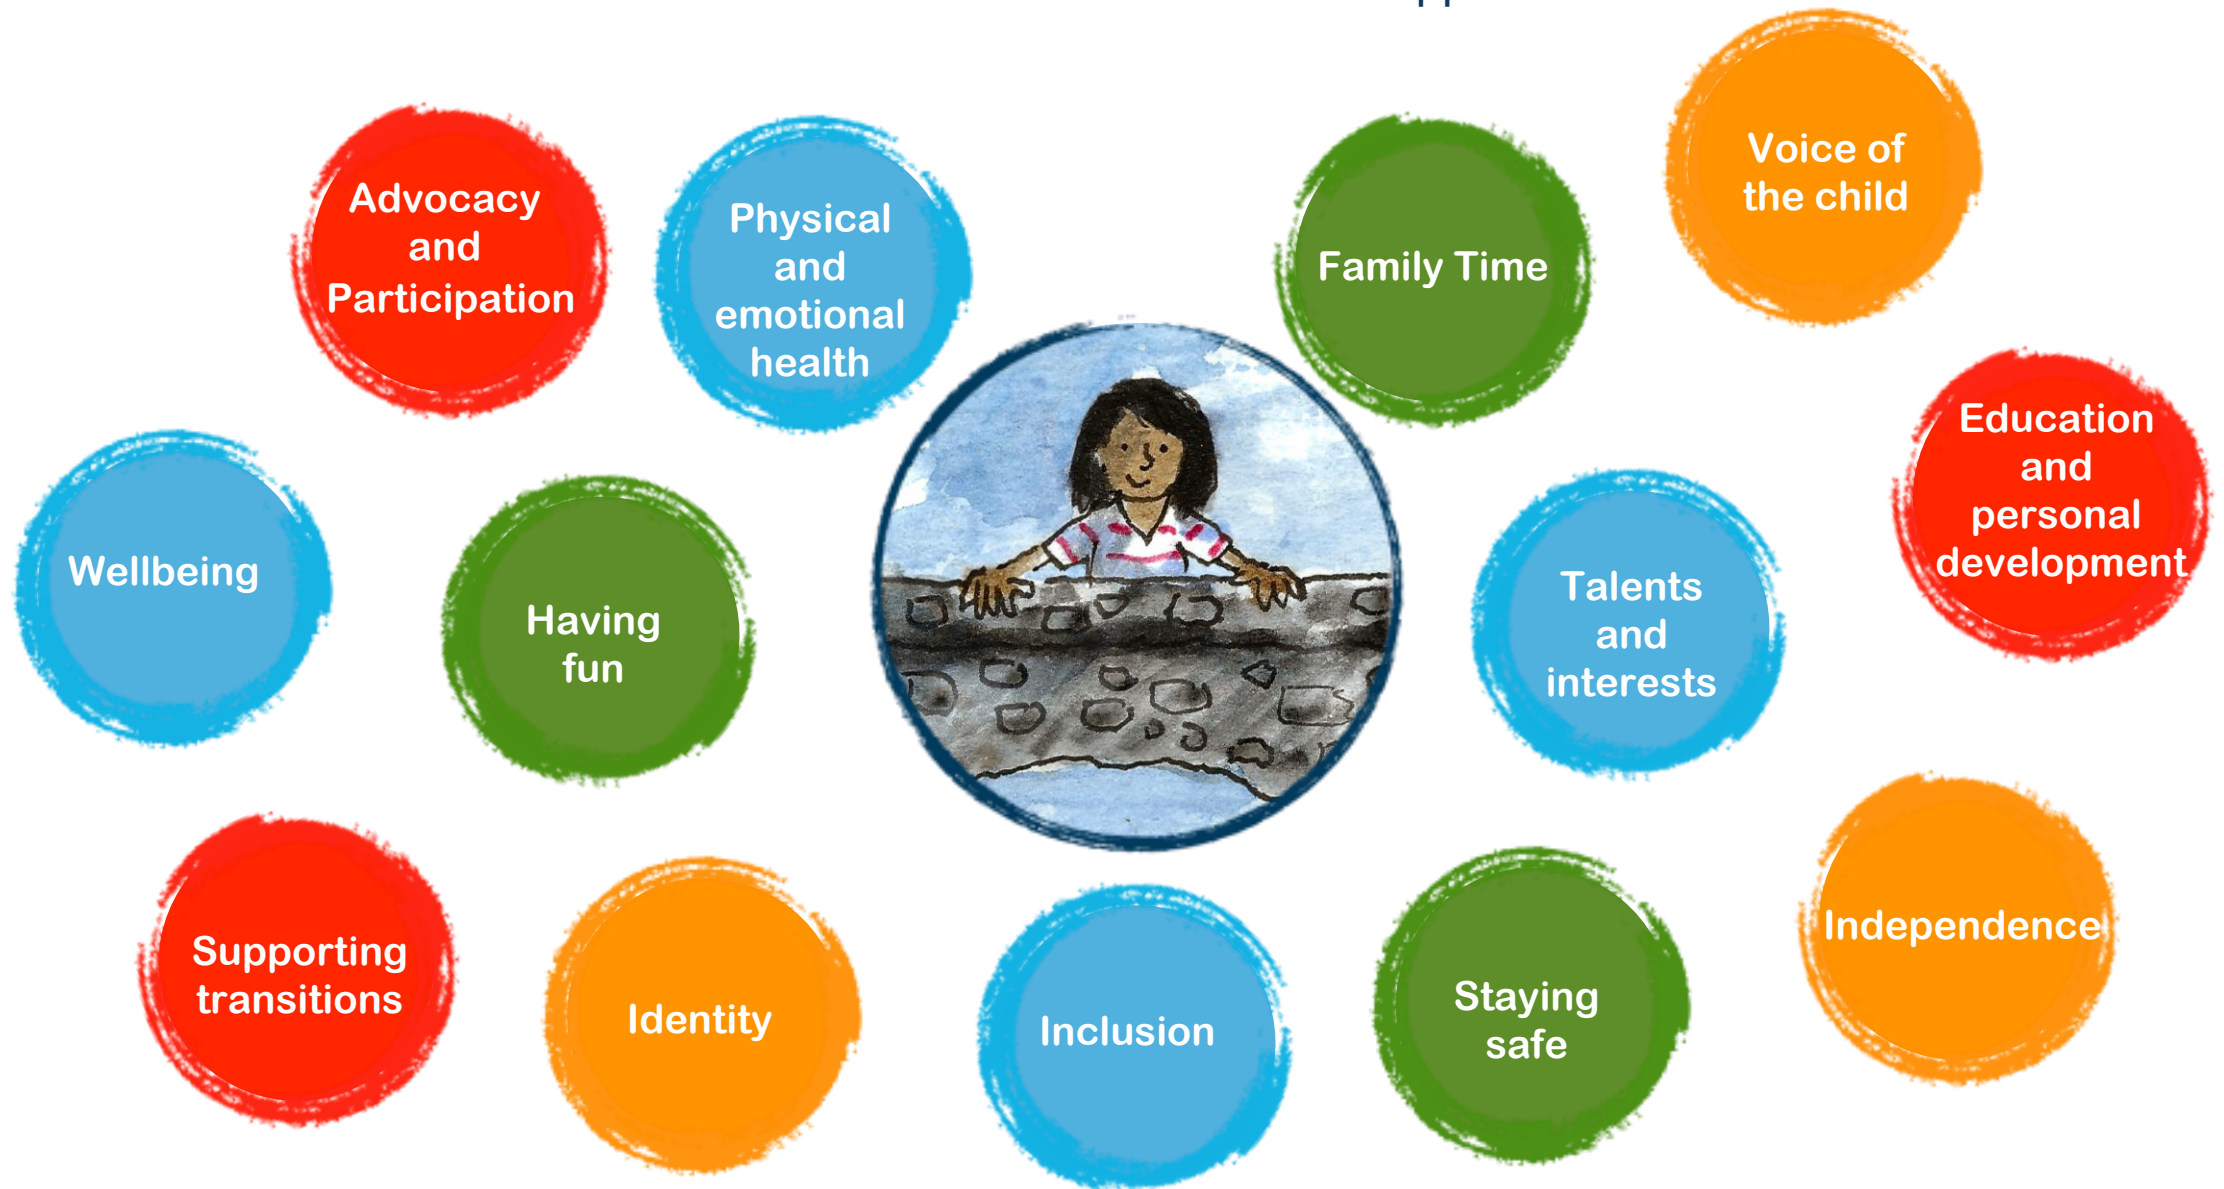 Voice of
the child
Advocacy
and
Participation
Physical
and
emotional
health
Family Time
Education
and
personal
development
Wellbeing
Having
fun
Talents
and
interests
Supporting
transitions
Identity
Inclusion
Staying
safe
Independence